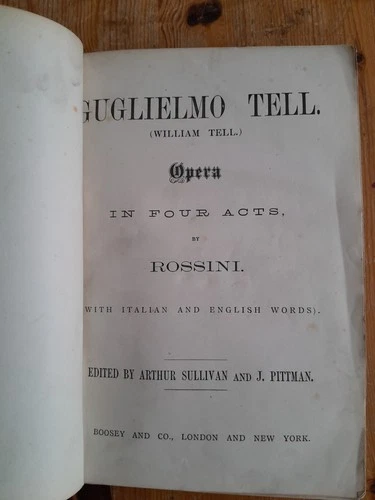 GUGLIELMO TELL.
(WILLIAM TELL.)
Opera
IN FOUR ACTS,
BY
ROSSINI.
WITH ITALIAN AND ENGLISH WORDS).
EDITED BY ARTHUR SULLIVAN AND J. PITTMAN.
BOOSEY AND CO., LONDON AND NEW YORK.